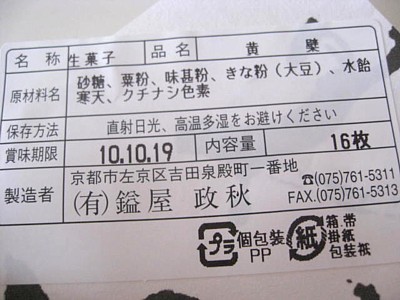 名 称 生菓子 品 名 黄 檗
原材料名 砂糖、粟粉、味甚粉、きな粉(大豆)、水飴
寒天、クチナシ色素
保存方法 直射日光、高温多湿をお避けください
賞味期限 10.10.19 内容量 16枚
製造者 京都市左京区吉田泉殿町一番地 ☎(075)761-5311
(有)鎰屋 政秋 FAX.(075)761-5313
プラ 個包装 PP 紙 箱.帯 掛紙 包装紙